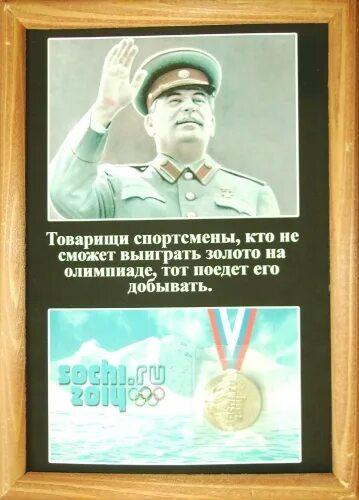 Товарищи спортсмены, кто не
сможет выиграть золото на
олимпиаде, тот поедет его
добывать.
sochi.ru
2014